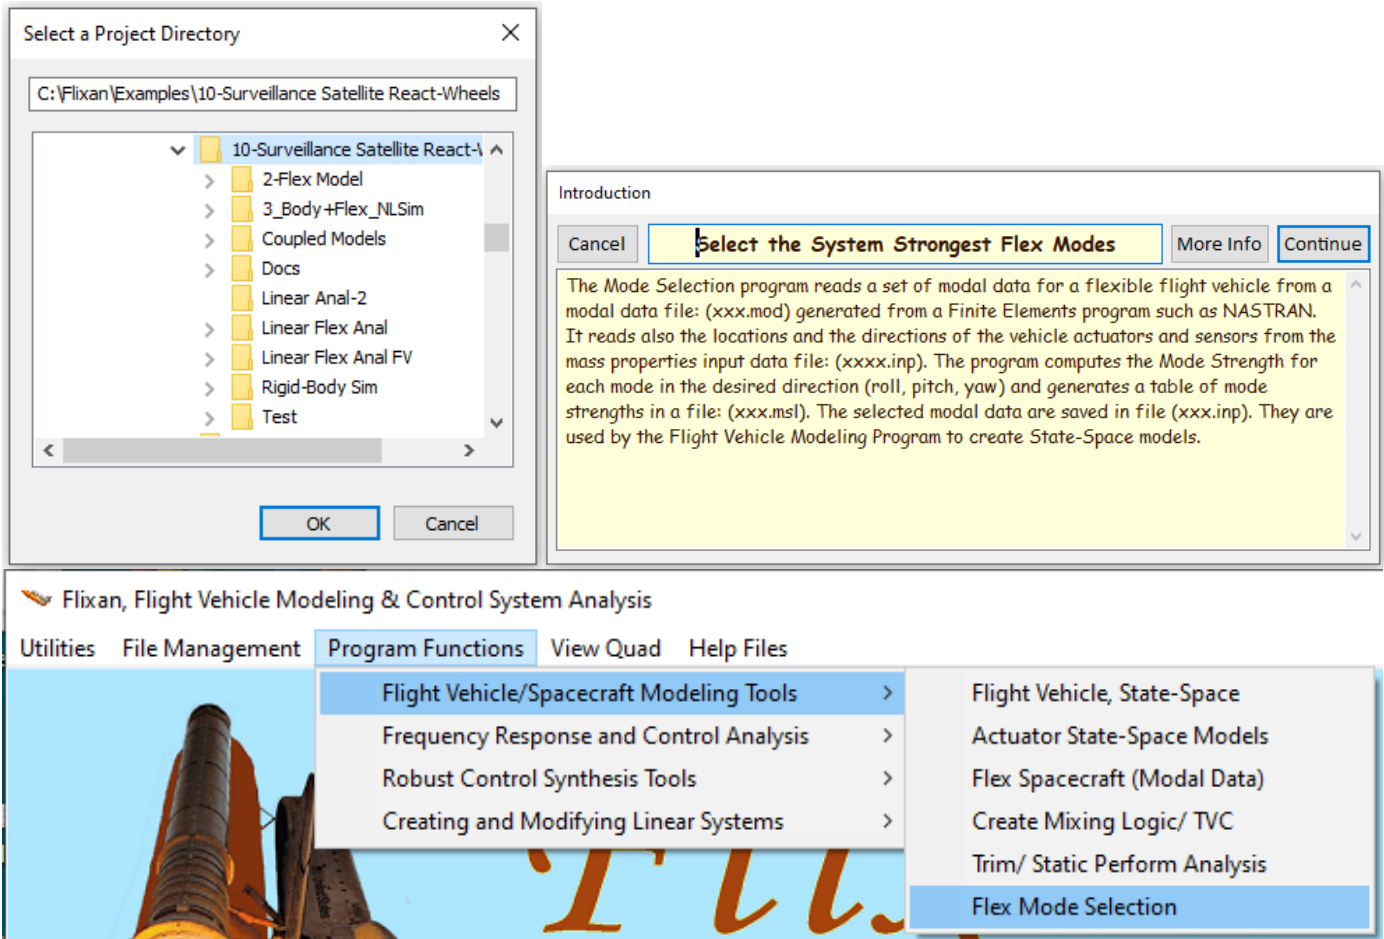 Select a Project Directory
C:\Flixan\Examples\10-Surveillance Satellite React-Wheels
10-Surveillance Satellite React-
2-Flex Model
3_Body+Flex_NLSim
Coupled Models
Docs
Linear Anal-2
Linear Flex Anal
Linear Flex Anal FV
Rigid-Body Sim
Test
OK
Cancel
Introduction
Cancel
Select the System Strongest Flex Modes
More Info
Continue
The Mode Selection program reads a set of modal data for a flexible flight vehicle from a
modal data file: (xxx.mod) generated from a Finite Elements program such as NASTRAN.
It reads also the locations and the directions of the vehicle actuators and sensors from the
mass properties input data file: (xxxx.inp). The program computes the Mode Strength for
each mode in the desired direction (roll, pitch, yaw) and generates a table of mode
strengths in a file: (xxx.msl). The selected modal data are saved in file (xxx.inp). They are
used by the Flight Vehicle Modeling Program to create State-Space models.
Flixan, Flight Vehicle Modeling & Control System Analysis
Utilities File Management Program Functions View Quad Help Files
Flight Vehicle/Spacecraft Modeling Tools
Frequency Response and Control Analysis
Robust Control Synthesis Tools
Creating and Modifying Linear Systems
Flight Vehicle, State-Space
Actuator State-Space Models
Flex Spacecraft (Modal Data)
Create Mixing Logic/ TVC
Trim/ Static Perform Analysis
Flex Mode Selection